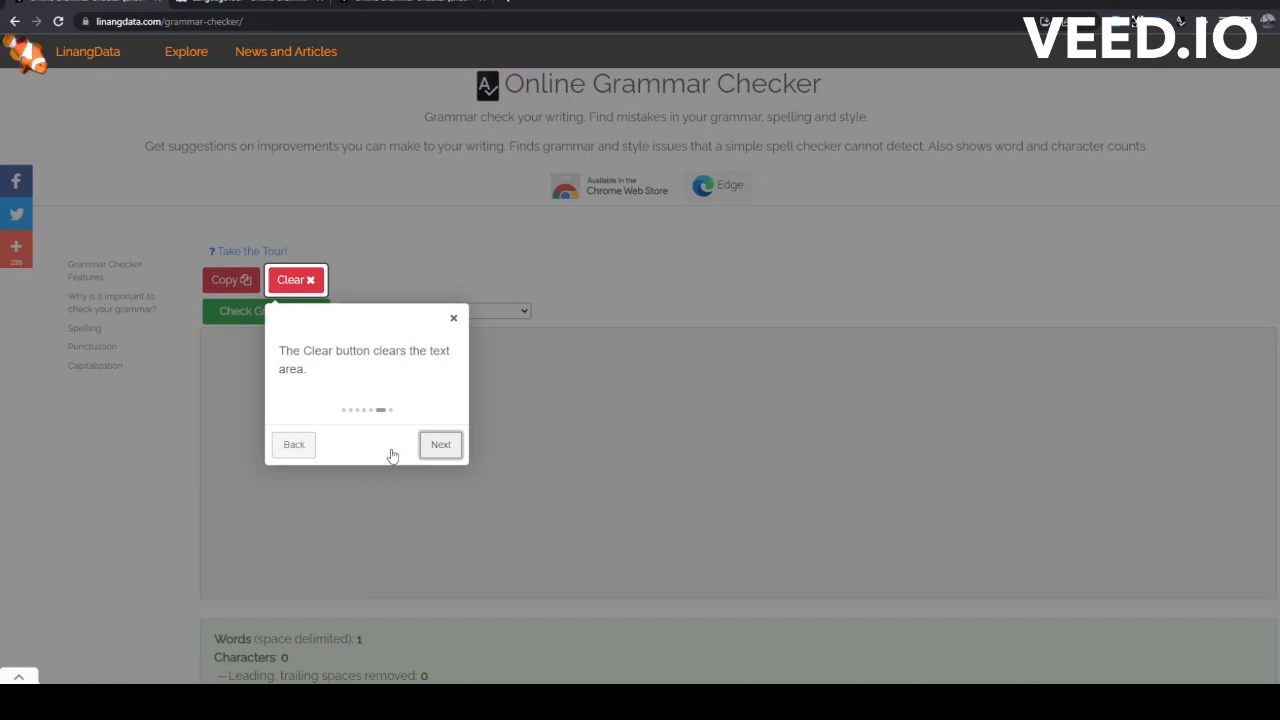 linangdata.com/grammar-checker/
VEED.IO
LinangData Explore News and Articles
Online Grammar Checker
Grammar check your writing. Find mistakes in your grammar, spelling and style.
Get suggestions on improvements you can make to your writing. Finds grammar and style issues that a simple spell checker cannot detect. Also shows word and character counts.
Available in the
Chrome Web Store
Edge
? Take the Tour!
Grammar Checker
Features
Why is it important to
check your grammar?
Spelling
Punctuation
Capitalization
236
Copy Clear
Check G
The Clear button clears the text
area.
Back Next
Words (space delimited): 1
Characters: 0
—Leading, trailing spaces removed: 0